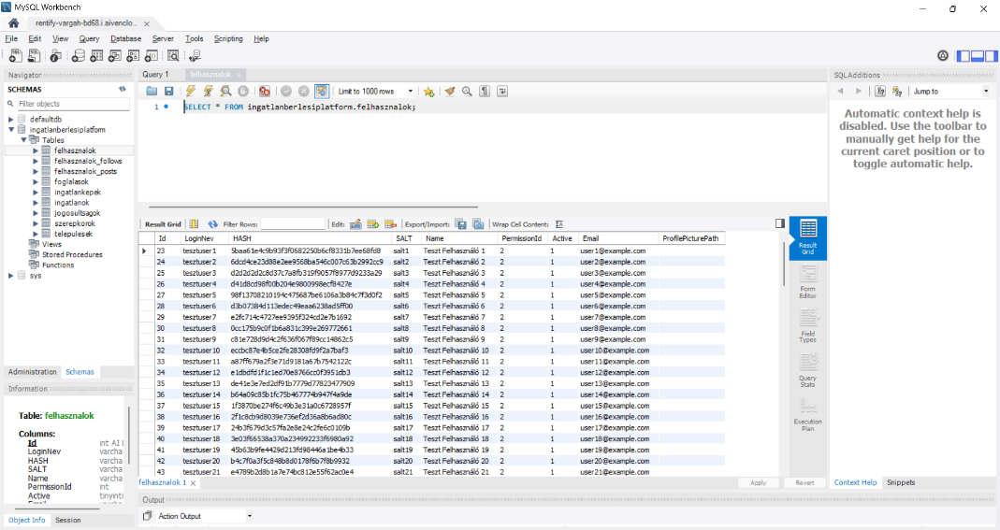 MySQL Workbench
rentify-vargah-bd68.i.aivenclo...
File Edit View Query Database Server Tools Scripting Help
Navigator
SCHEMAS
Filter objects
defaultdb
ingatlanberlesiplatform
Tables
felhasznalok
felhasznalok_follows
felhasznalok_posts
foglalasok
ingatlankepek
ingatlanok
jogosultsagok
szerepkorok
telepulesek
Views
Stored Procedures
Functions
sys
Administration Schemas
Information
Table: felhasznalok
Columns:
Id int AI
LoginNev varcha
HASH varcha
SALT varcha
Name varcha
PermissionId int
Active tinyint
Object Info Session
Query 1 felhasznalok
Limit to 1000 rows
1 SELECT * FROM ingatlanberlesiplatform.felhasznalok;
Result Grid Filter Rows: Edit: Export/Import: Wrap Cell Content:
Id LoginNev HASH SALT Name PermissionId Active Email ProfilePicturePath
23 tesztuser1 5baa61e4c9b93f3f0682250b6cf8331b7ee68fd8 salt1 Teszt Felhasználó 1 2 1 user1@example.com
24 tesztuser2 6dcd4ce23d88e2ee9568ba546c007c63b2992cc9 salt2 Teszt Felhasználó 2 2 1 user2@example.com
25 tesztuser3 d2d2d2d2c8d37c7a8fb319f9057f8977d9233a29 salt3 Teszt Felhasználó 3 2 1 user3@example.com
26 tesztuser4 d41d8cd98f00b204e9800998ecf8427e salt4 Teszt Felhasználó 4 2 1 user4@example.com
27 tesztuser5 98f13708210194c475687be6106a3b84c7f3d0f2 salt5 Teszt Felhasználó 5 2 1 user5@example.com
28 tesztuser6 d3b07384d113edec49eaa6238ad5ff00 salt6 Teszt Felhasználó 6 2 1 user6@example.com
29 tesztuser7 e2fc714c4727ee9395f324cd2e7b1692 salt7 Teszt Felhasználó 7 2 1 user7@example.com
30 tesztuser8 0cc175b9c0f1b6a831c399e269772661 salt8 Teszt Felhasználó 8 2 1 user8@example.com
31 tesztuser9 c81e728d9d4c2f636f067f89cc14862c5 salt9 Teszt Felhasználó 9 2 1 user9@example.com
32 tesztuser10 eccbc87e4b5ce2fe28308fd9f2a7baf3 salt10 Teszt Felhasználó 10 2 1 user10@example.com
33 tesztuser11 a87ff679a2f3e71d9181a67b7542122c salt11 Teszt Felhasználó 11 2 1 user11@example.com
34 tesztuser12 e1dbdfd1f1c1ed70e8766cc0f3951db3 salt12 Teszt Felhasználó 12 2 1 user12@example.com
35 tesztuser13 de41e3e7ed2df91b7779d77823477909 salt13 Teszt Felhasználó 13 2 1 user13@example.com
36 tesztuser14 b64a09c85b1fc75b467774b947f4a9de salt14 Teszt Felhasználó 14 2 1 user14@example.com
37 tesztuser15 1f3870be274f6c49b3e31a0c6728957f salt15 Teszt Felhasználó 15 2 1 user15@example.com
38 tesztuser16 2f1c8cb9d8039e736ef2d36a8b6ad80c salt16 Teszt Felhasználó 16 2 1 user16@example.com
39 tesztuser17 24b3f679d3c57fa2e8e24c2fe6c0109b salt17 Teszt Felhasználó 17 2 1 user17@example.com
40 tesztuser18 3e03f66538a370a234992233f6980a92 salt18 Teszt Felhasználó 18 2 1 user18@example.com
41 tesztuser19 45b63b9fe4429d213fd98446a1be4b33 salt19 Teszt Felhasználó 19 2 1 user19@example.com
42 tesztuser20 b4c7f0a3f5c848b8d0178f6b7f8b9932 salt20 Teszt Felhasználó 20 2 1 user20@example.com
43 tesztuser21 e4789b2d8b1a7e74bc812e55f62ac0e4 salt21 Teszt Felhasználó 21 2 1 user21@example.com
felhasznalok 1 Apply Revert
Result Grid
Form Editor
Field Types
Query Stats
Execution Plan
Output
Action Output
SQLAdditions
Jump to
Automatic context help is
disabled. Use the toolbar to
manually get help for the
current caret position or to
toggle automatic help.
Context Help Snippets